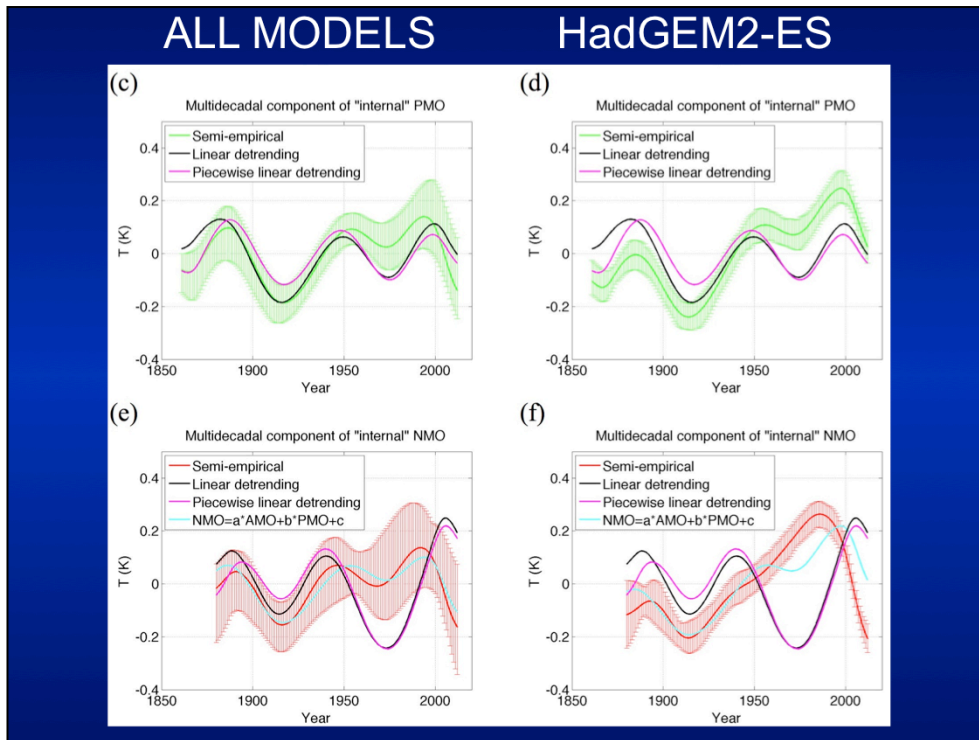 ALL MODELS
HadGEM2-ES
(c)
Multidecadal component of "internal" PMO
Semi-empirical
Linear detrending
Piecewise linear detrending
0.4
0.2
0
-0.2
-0.4
T (K)
1850
1900
1950
2000
Year
(d)
Multidecadal component of "internal" PMO
Semi-empirical
Linear detrending
Piecewise linear detrending
0.4
0.2
0
-0.2
-0.4
T (K)
1850
1900
1950
2000
Year
(e)
Multidecadal component of "internal" NMO
Semi-empirical
Linear detrending
Piecewise linear detrending
NMO=a*AMO+b*PMO+c
0.4
0.2
0
-0.2
-0.4
T (K)
1850
1900
1950
2000
Year
(f)
Multidecadal component of "internal" NMO
Semi-empirical
Linear detrending
Piecewise linear detrending
NMO=a*AMO+b*PMO+c
0.4
0.2
0
-0.2
-0.4
T (K)
1850
1900
1950
2000
Year